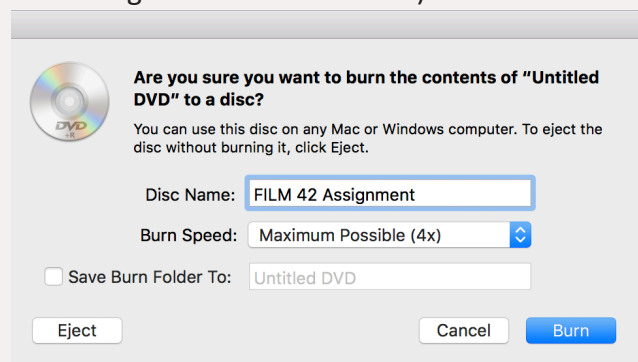 Are you sure you want to burn the contents of “Untitled
DVD” to a disc?
You can use this disc on any Mac or Windows computer. To eject the
disc without burning it, click Eject.
DVD
+R
Disc Name: FILM 42 Assignment
Burn Speed: Maximum Possible (4x)
Save Burn Folder To: Untitled DVD
Eject Cancel Burn